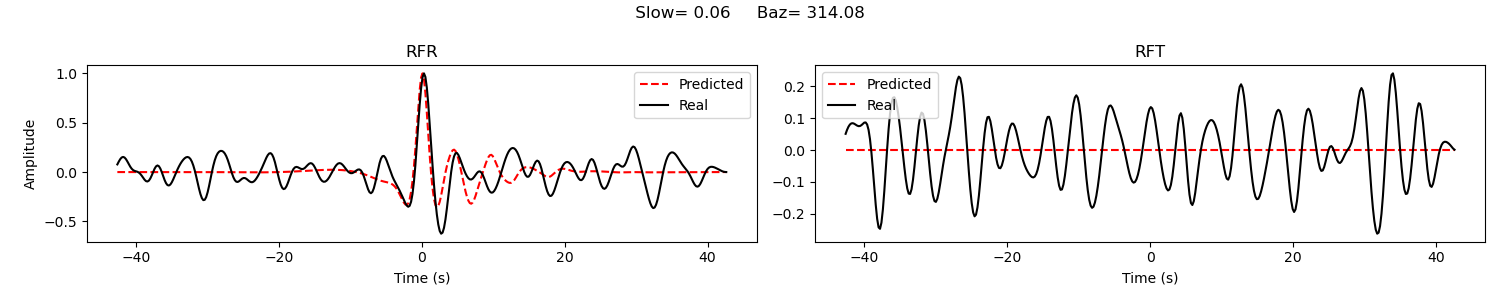 Slow= 0.06 Baz= 314.08
RFR
RFT
Amplitude
1.0
0.5
0.0
−0.5
Predicted
Real
−40
−20
0
20
40
Time (s)
0.2
0.1
0.0
−0.1
−0.2
Predicted
Real
−40
−20
0
20
40
Time (s)